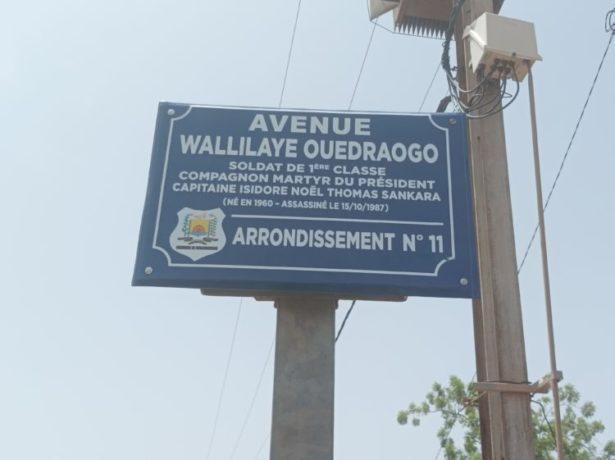 AVENUE
WALLILAYE OUEDRAOGO
SOLDAT DE 1ÈRE CLASSE
COMPAGNON MARTYR DU PRÉSIDENT
CAPITAINE ISIDORE NOËL THOMAS SANKARA
(NÉ EN 1960 - ASSASSINÉ LE 15/10/1987)
ARRONDISSEMENT N° 11